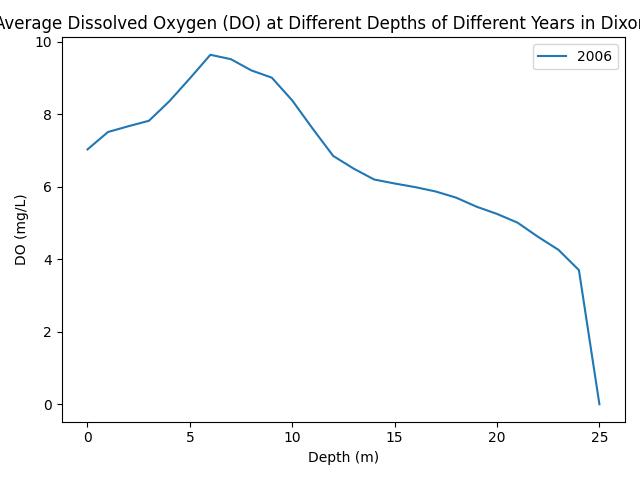 Average Dissolved Oxygen (DO) at Different Depths of Different Years in Dixon
2006
10
8
6
4
2
0
DO (mg/L)
0 5 10 15 20 25
Depth (m)